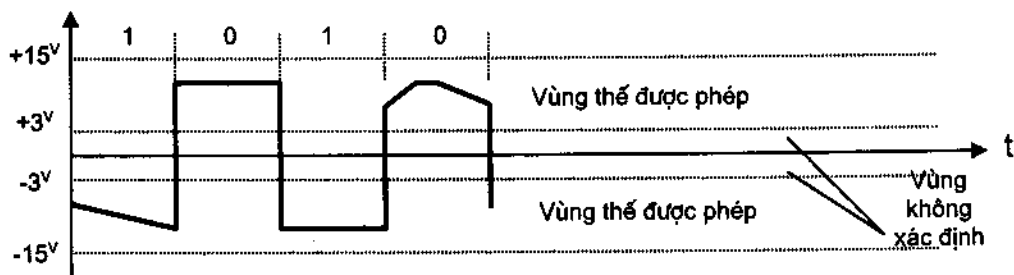 1 0 1 0
+15V
Vùng thế được phép
+3V
t
-3V
Vùng thế được phép
Vùng
không
xác định
-15V